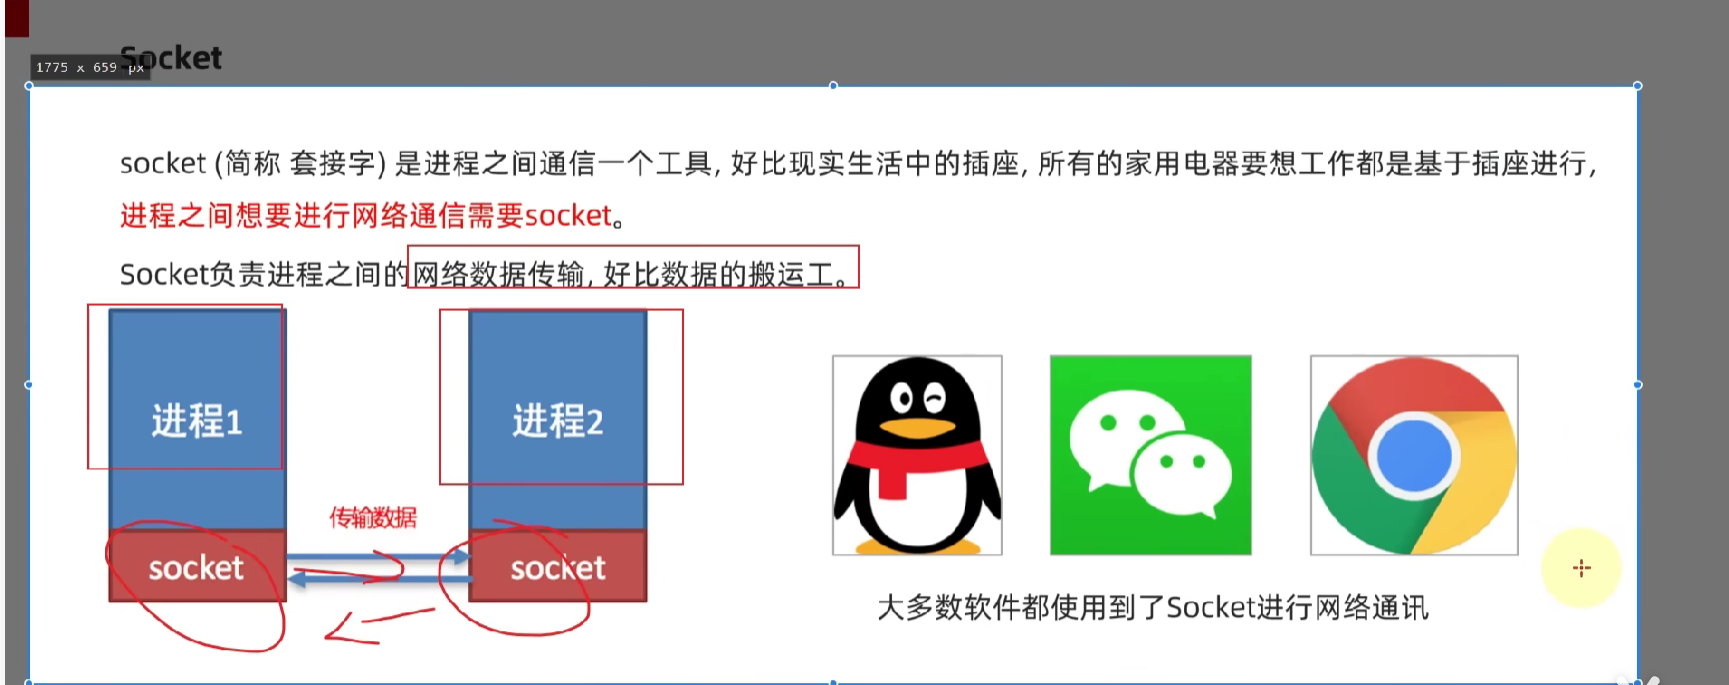 Socket
1775 x 659 px
socket (简称 套接字) 是进程之间通信一个工具, 好比现实生活中的插座, 所有的家用电器要想工作都是基于插座进行,
进程之间想要进行网络通信需要socket。
Socket负责进程之间的网络数据传输, 好比数据的搬运工。
进程1
进程2
传输数据
socket
socket
大多数软件都使用到了Socket进行网络通讯